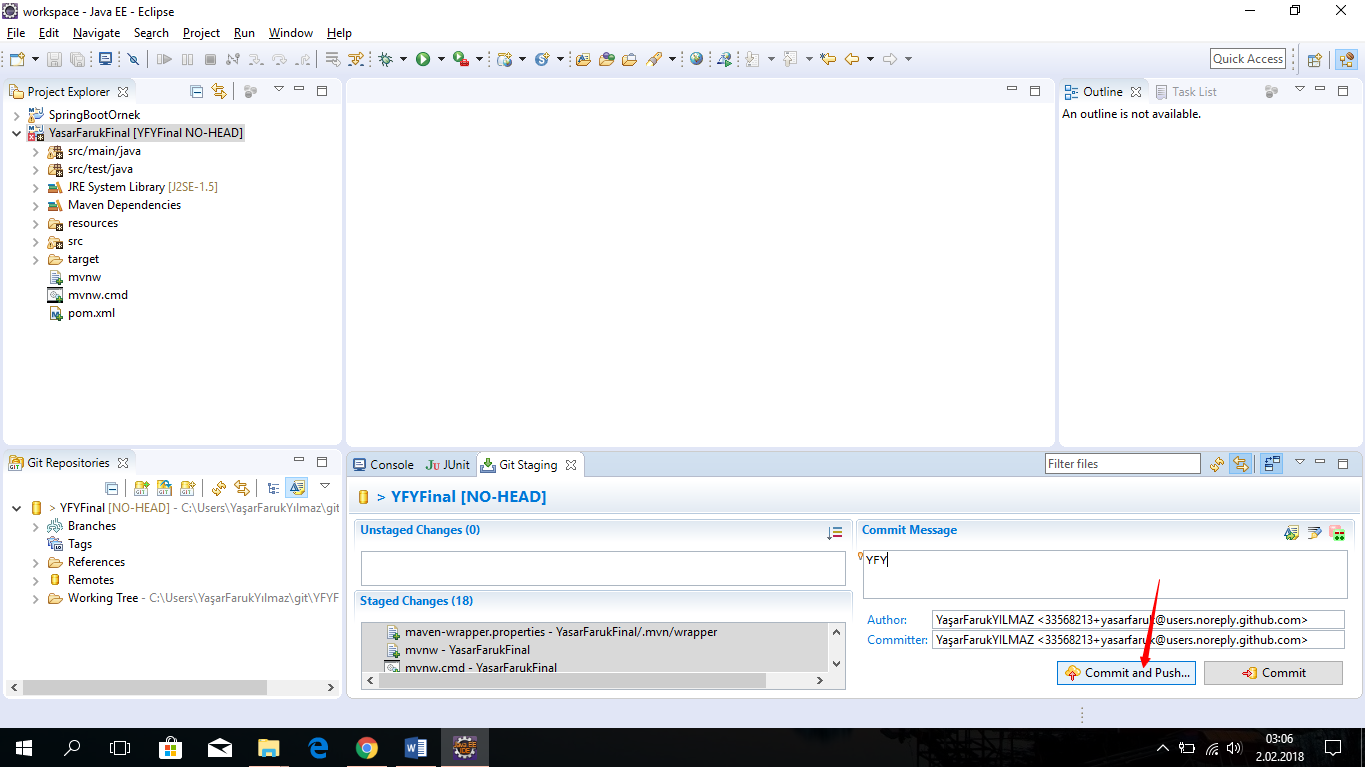 workspace - Java EE - Eclipse
File Edit Navigate Search Project Run Window Help
Quick Access
Project Explorer
SpringBootOrnek
YasarFarukFinal [YFYFinal NO-HEAD]
src/main/java
src/test/java
JRE System Library [J2SE-1.5]
Maven Dependencies
resources
src
target
mvnw
mvnw.cmd
pom.xml
Outline Task List
An outline is not available.
Git Repositories
> YFYFinal [NO-HEAD] - C:\Users\YaşarFarukYılmaz\git
Branches
Tags
References
Remotes
Working Tree - C:\Users\YaşarFarukYılmaz\git\YFYF
Console JUnit Git Staging
Filter files
> YFYFinal [NO-HEAD]
Unstaged Changes (0)
Staged Changes (18)
maven-wrapper.properties - YasarFarukFinal/.mvn/wrapper
mvnw - YasarFarukFinal
mvnw.cmd - YasarFarukFinal
Commit Message
YFY
Author: YaşarFarukYILMAZ <33568213+yasarfaruk@users.noreply.github.com>
Committer: YaşarFarukYILMAZ <33568213+yasarfaruk@users.noreply.github.com>
Commit and Push... Commit
03:06
2.02.2018